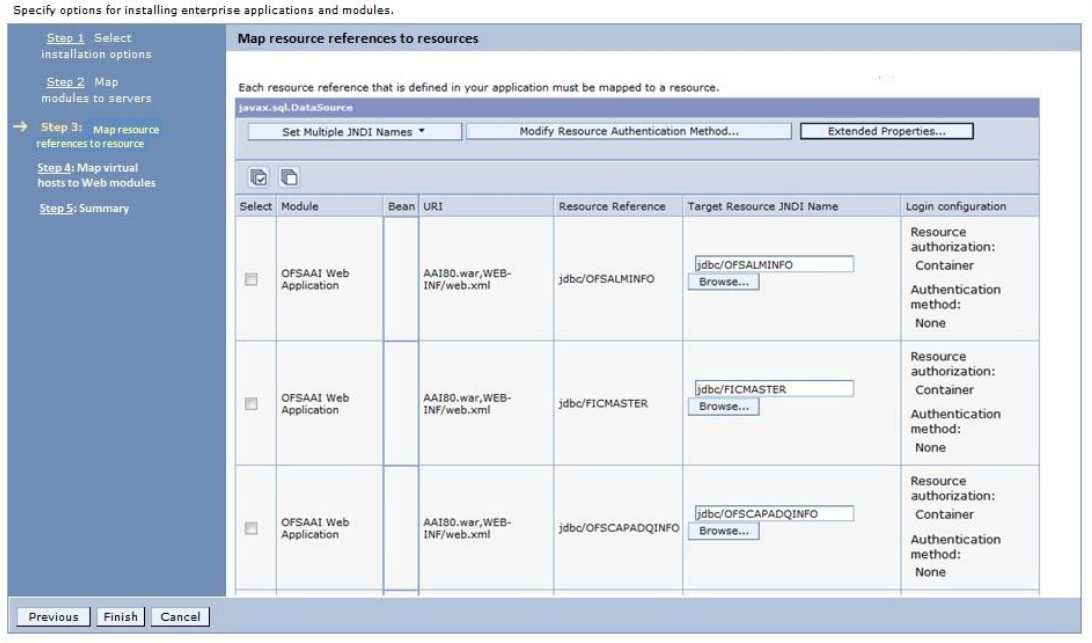 Specify options for installing enterprise applications and modules.
Step 1 Select
installation options
Step 2 Map
modules to servers
Step 3: Map resource
references to resource
Step 4: Map virtual
hosts to Web modules
Step 5: Summary
Map resource references to resources
Each resource reference that is defined in your application must be mapped to a resource.
javax.sql.DataSource
Set Multiple JNDI Names
Modify Resource Authentication Method...
Extended Properties...
Select Module Bean URI Resource Reference Target Resource JNDI Name Login configuration
OFSAAI Web
Application
AAI80.war,WEB-
INF/web.xml
jdbc/OFSALMINFO
jdbc/OFSALMINFO
Browse...
Resource
authorization:
Container
Authentication
method:
None
OFSAAI Web
Application
AAI80.war,WEB-
INF/web.xml
jdbc/FICMASTER
jdbc/FICMASTER
Browse...
Resource
authorization:
Container
Authentication
method:
None
OFSAAI Web
Application
AAI80.war,WEB-
INF/web.xml
jdbc/OFSCAPADQINFO
jdbc/OFSCAPADQINFO
Browse...
Resource
authorization:
Container
Authentication
method:
None
Previous Finish Cancel